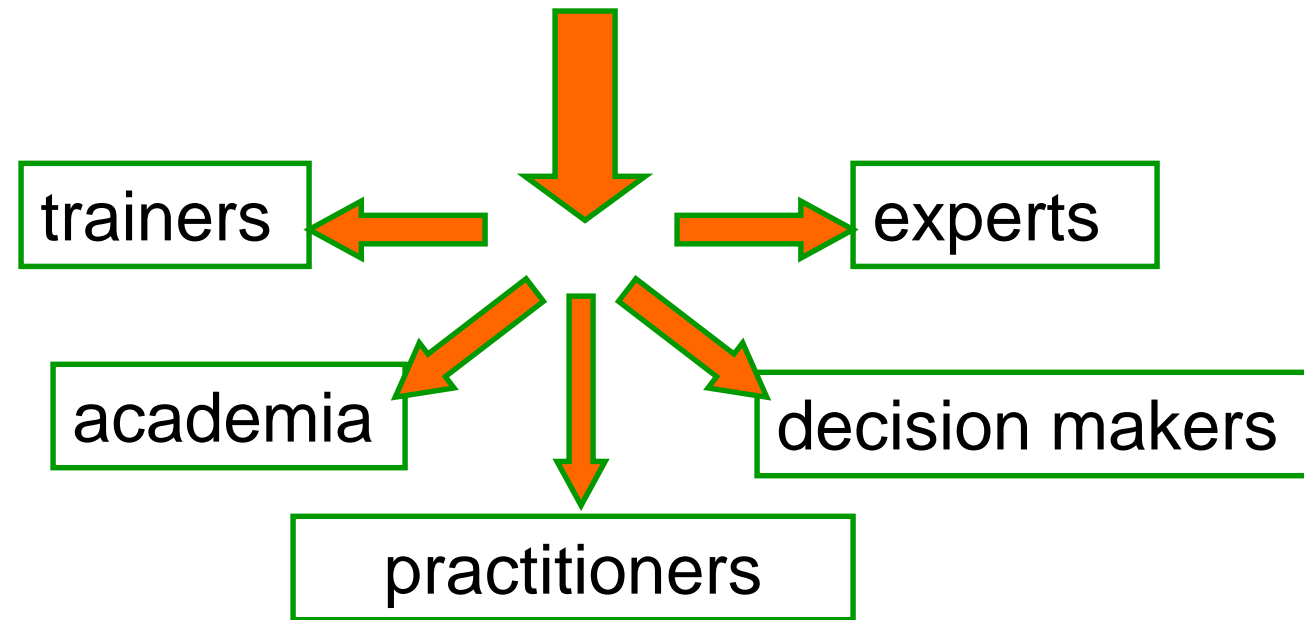 trainers
experts
academia
decision makers
practitioners